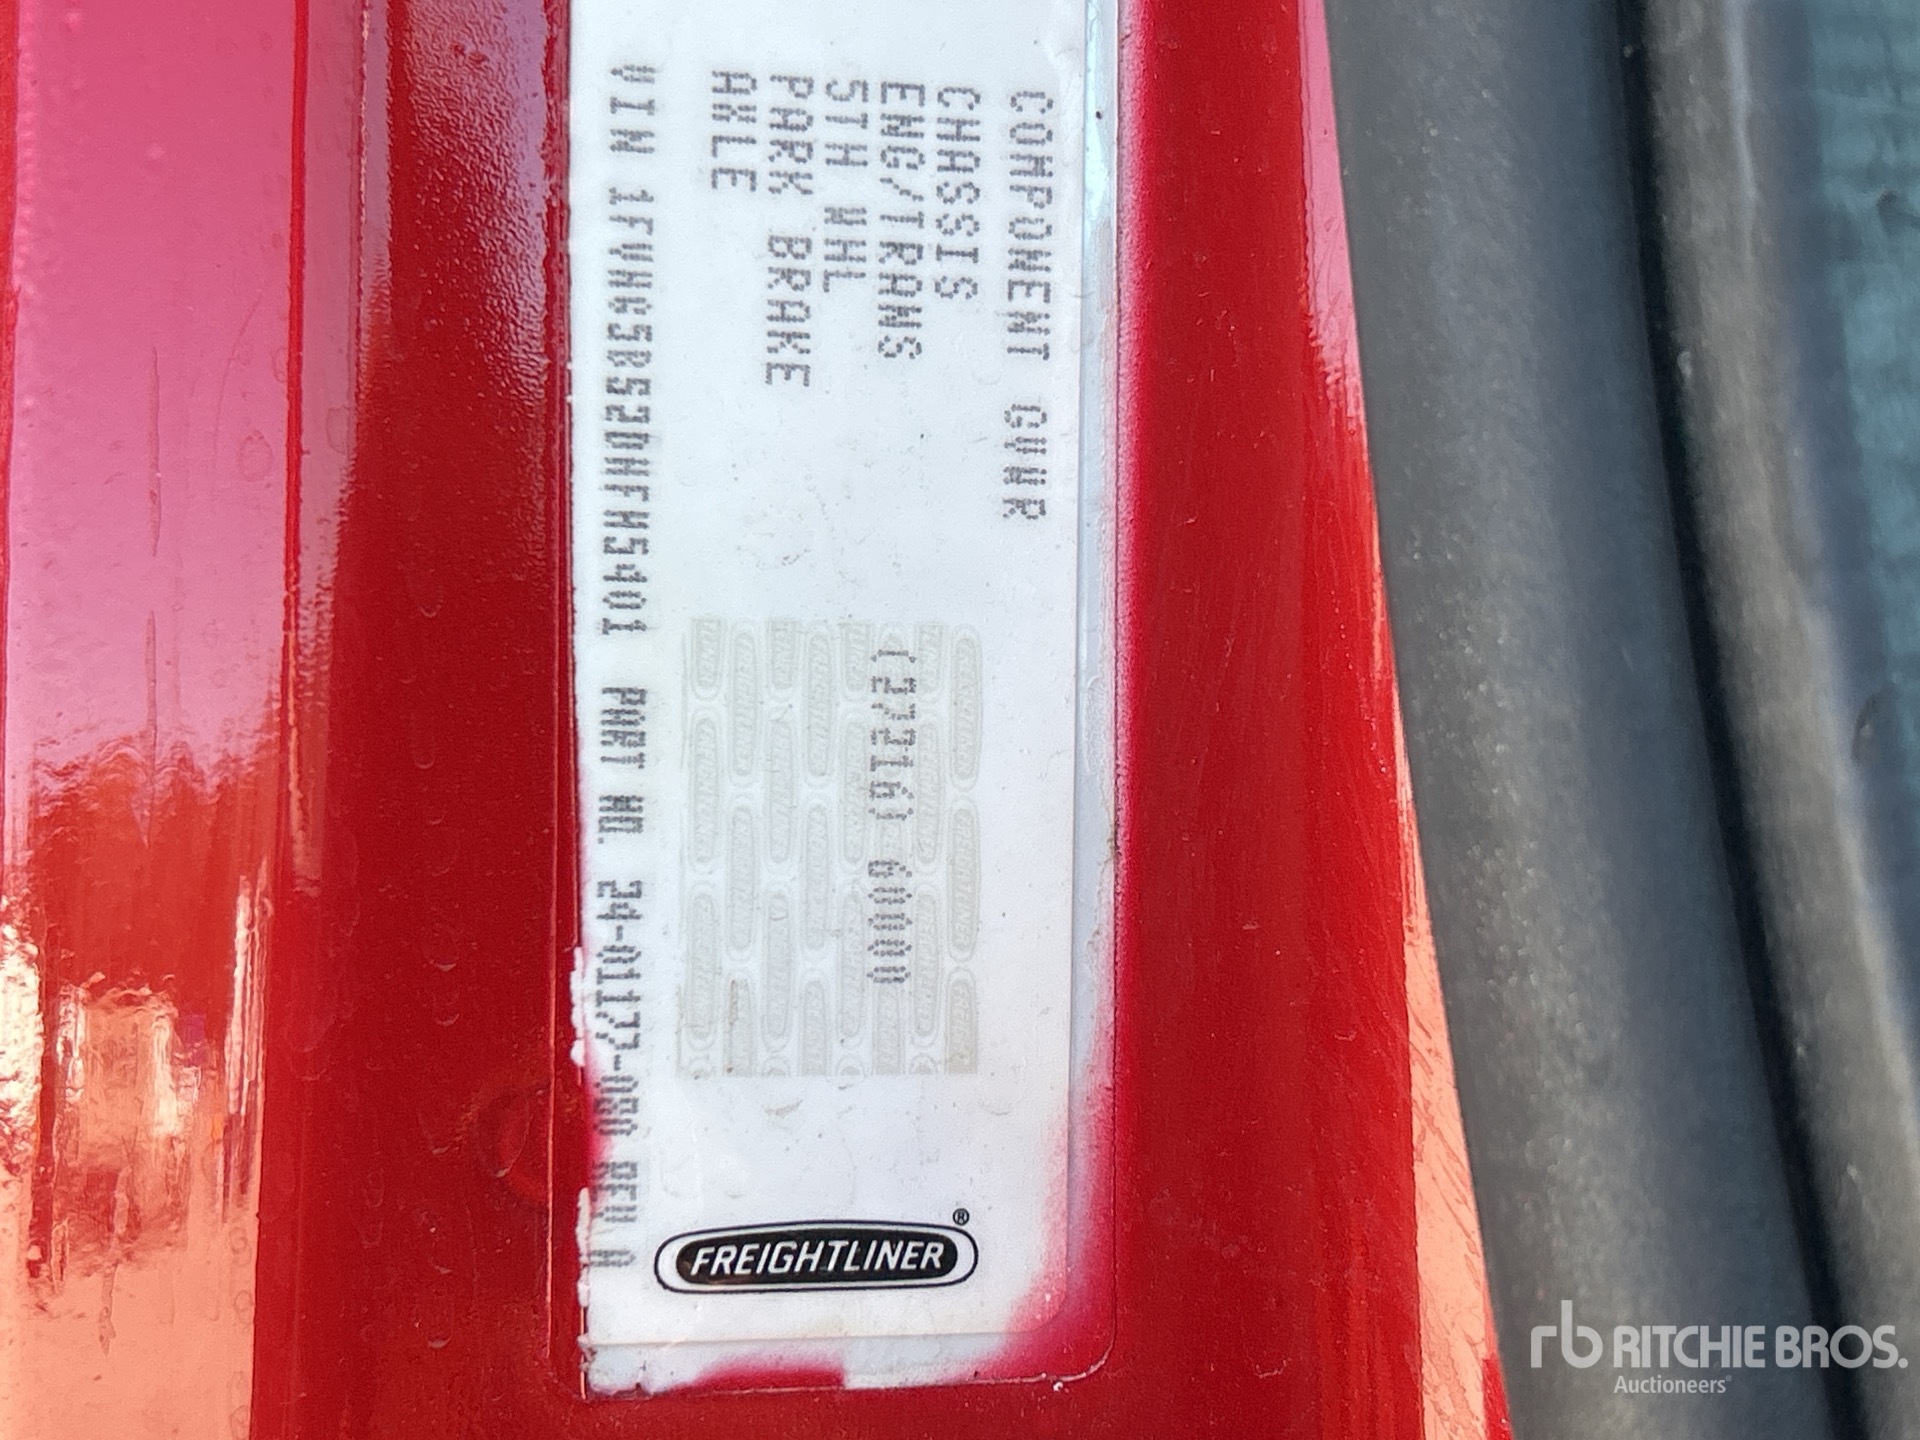 COMPONENT GVWR
CHASSIS
ENG/TRANS (27216) 60000
5TH WHL
PARK BRAKE
AXLE
VIN 1FVHG5BS2DHFH5401 PART NO. 24-01177-080 REV A
FREIGHTLINER®
rb RITCHIE BROS.
Auctioneers